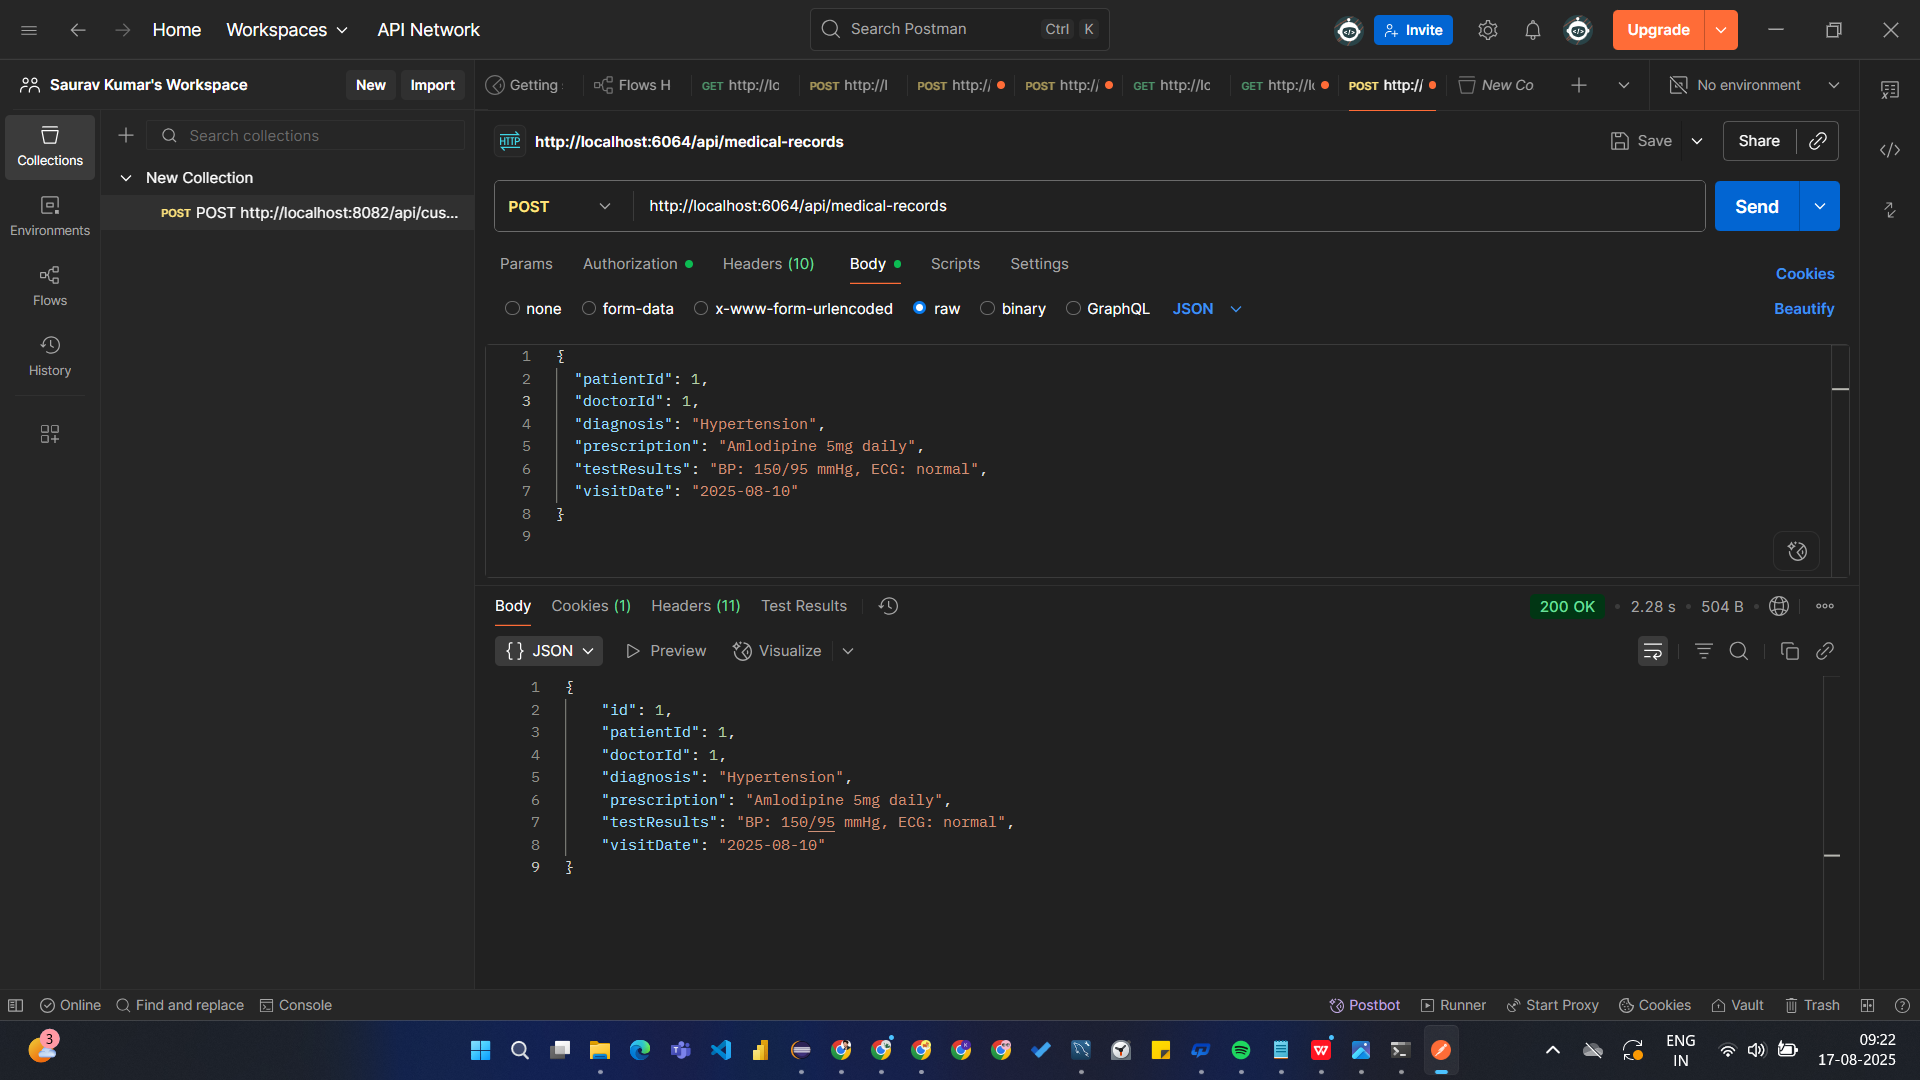 Home
Workspaces
API Network
Search Postman
Ctrl
K
Invite
Upgrade
Saurav Kumar's Workspace
New
Import
Getting
Flows H
GET http://lo
POST http://l
POST http:/
POST http:/
GET http://lo
GET http://lo
POST http:/
New Co
No environment
Collections
Environments
Flows
History
Search collections
New Collection
POST POST http://localhost:8082/api/cus...
HTTP http://localhost:6064/api/medical-records
Save
Share
POST
http://localhost:6064/api/medical-records
Send
Params
Authorization
Headers (10)
Body
Scripts
Settings
Cookies
none
form-data
x-www-form-urlencoded
raw
binary
GraphQL
JSON
Beautify
1 {
2 "patientId": 1,
3 "doctorId": 1,
4 "diagnosis": "Hypertension",
5 "prescription": "Amlodipine 5mg daily",
6 "testResults": "BP: 150/95 mmHg, ECG: normal",
7 "visitDate": "2025-08-10"
8 }
9
Body
Cookies (1)
Headers (11)
Test Results
200 OK
2.28 s
504 B
{} JSON
Preview
Visualize
1 {
2 "id": 1,
3 "patientId": 1,
4 "doctorId": 1,
5 "diagnosis": "Hypertension",
6 "prescription": "Amlodipine 5mg daily",
7 "testResults": "BP: 150/95 mmHg, ECG: normal",
8 "visitDate": "2025-08-10"
9 }
Online
Find and replace
Console
Postbot
Runner
Start Proxy
Cookies
Vault
Trash
3
ENG
IN
09:22
17-08-2025